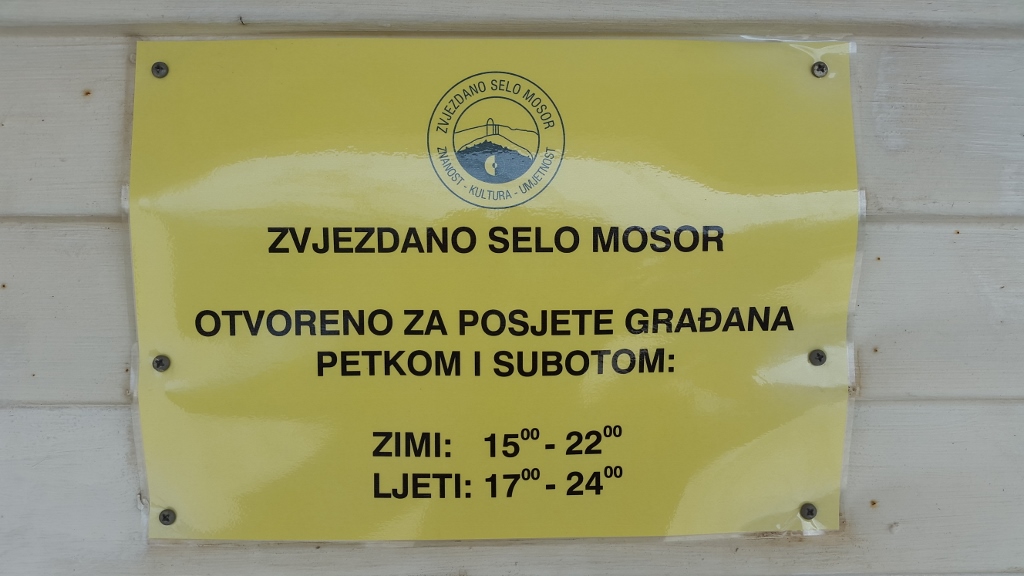 ZVJEZDANO SELO MOSOR
ZNANOST - KULTURA - UMJETNOST
ZVJEZDANO SELO MOSOR
OTVORENO ZA POSJETE GRAĐANA
PETKOM I SUBOTOM:
ZIMI: 15⁰⁰ - 22⁰⁰
LJETI: 17⁰⁰ - 24⁰⁰